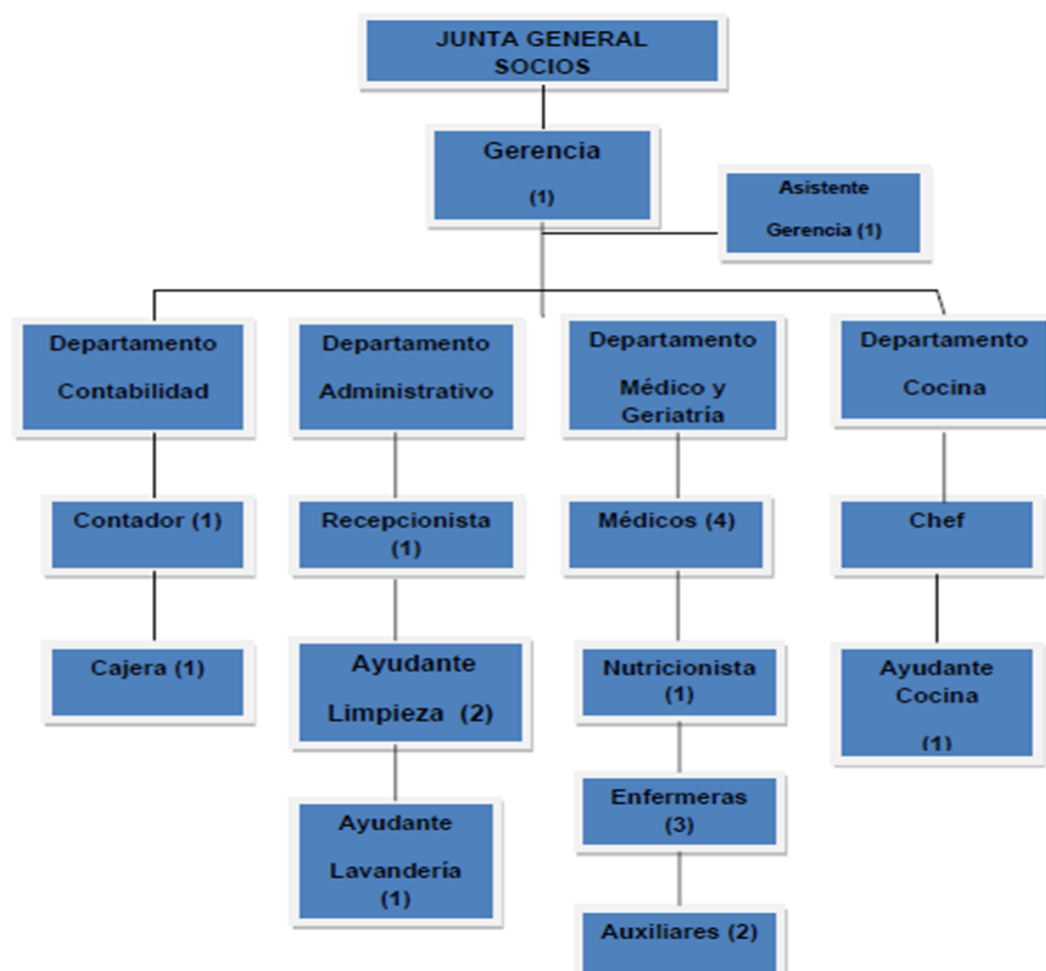 JUNTA GENERAL
SOCIOS
Gerencia
(1)
Asistente
Gerencia (1)
Departamento
Contabilidad
Departamento
Administrativo
Departamento
Médico y
Geriatría
Departamento
Cocina
Contador (1)
Recepcionista
(1)
Médicos (4)
Chef
Cajera (1)
Ayudante
Limpieza (2)
Nutricionista
(1)
Ayudante
Cocina
(1)
Ayudante
Lavandería
(1)
Enfermeras
(3)
Auxiliares (2)